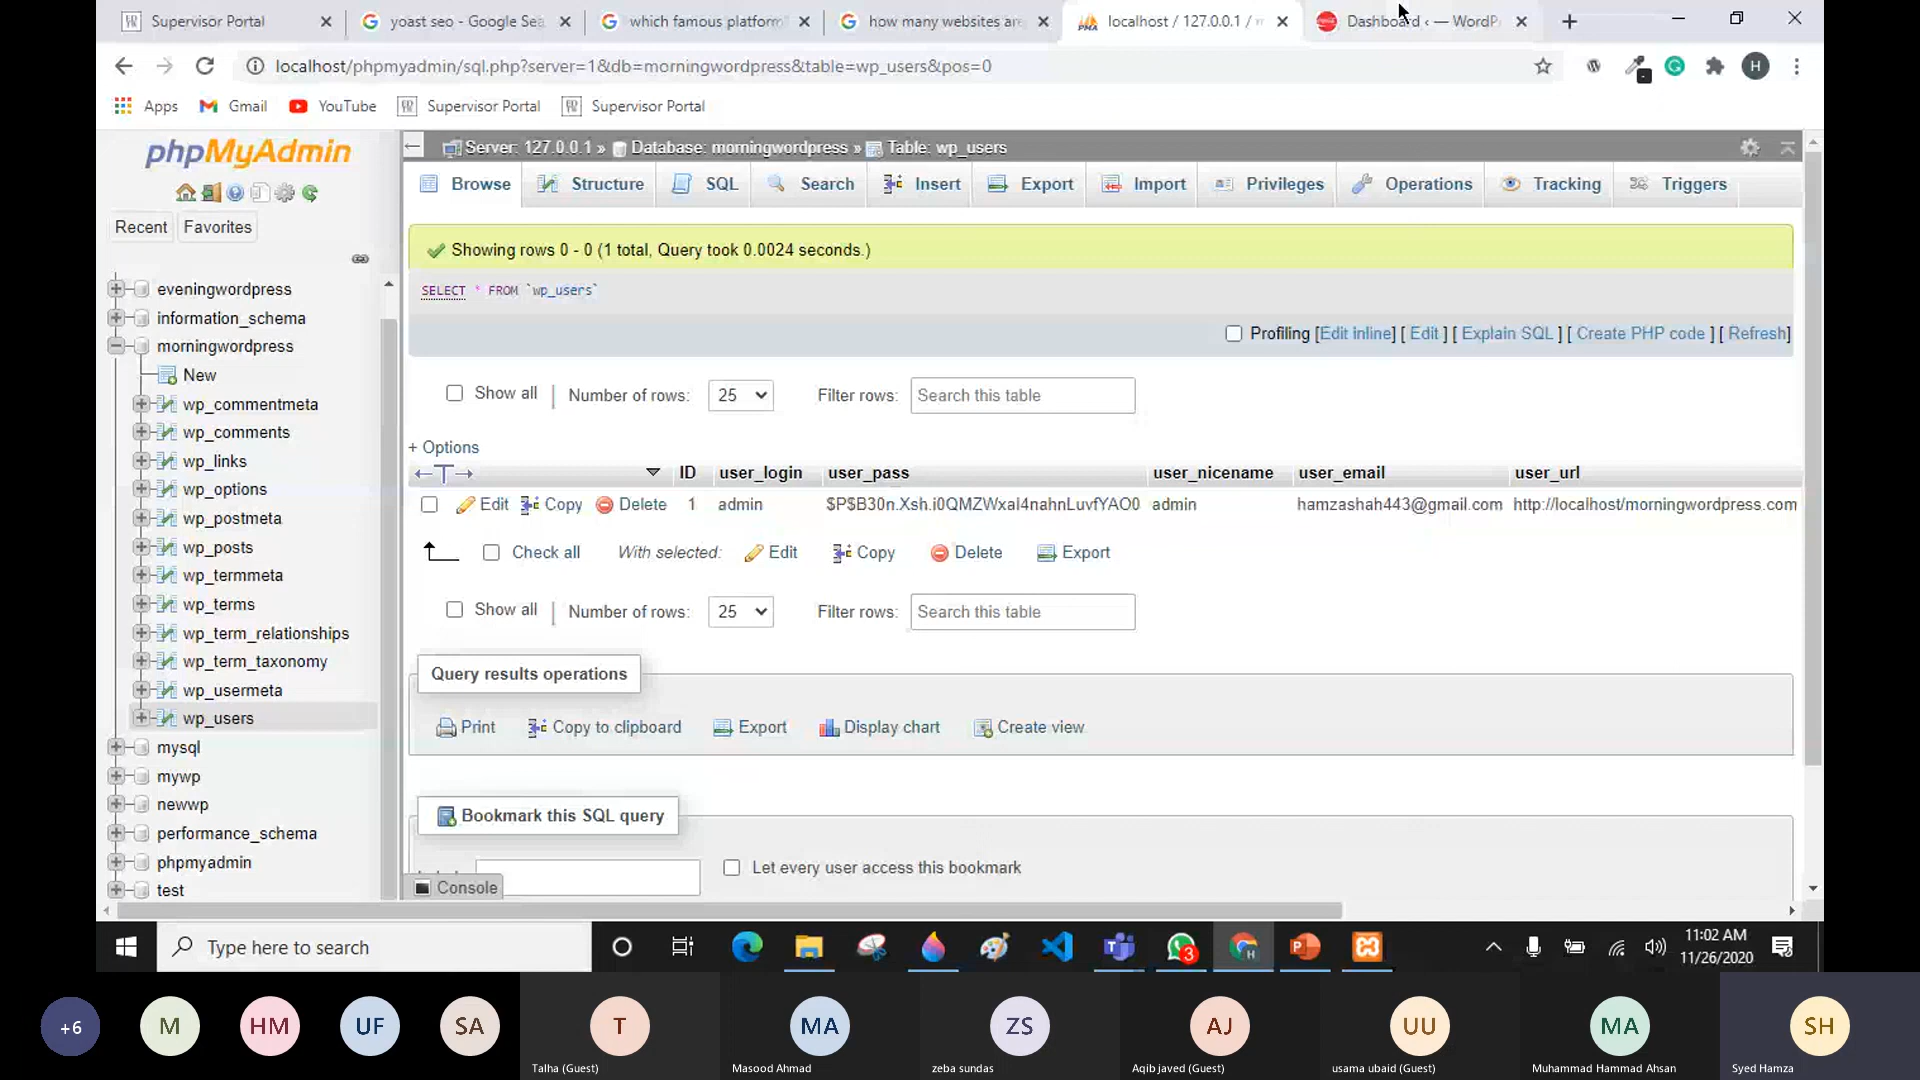 Supervisor Portal
yoast seo - Google Sea
which famous platform
how many websites are
localhost / 127.0.0.1 / m
Dashboard ‹ — WordP
localhost/phpmyadmin/sql.php?server=1&db=morningwordpress&table=wp_users&pos=0
H
Apps
Gmail
YouTube
Supervisor Portal
Supervisor Portal
phpMyAdmin
Recent
Favorites
eveningwordpress
information_schema
morningwordpress
New
wp_commentmeta
wp_comments
wp_links
wp_options
wp_postmeta
wp_posts
wp_termmeta
wp_terms
wp_term_relationships
wp_term_taxonomy
wp_usermeta
wp_users
mysql
mywp
newwp
performance_schema
phpmyadmin
test
Server: 127.0.0.1 » Database: morningwordpress » Table: wp_users
Browse
Structure
SQL
Search
Insert
Export
Import
Privileges
Operations
Tracking
Triggers
Showing rows 0 - 0 (1 total, Query took 0.0024 seconds.)
SELECT * FROM `wp_users`
Profiling [Edit inline] [ Edit ] [ Explain SQL ] [ Create PHP code ] [ Refresh]
Show all | Number of rows: 25 Filter rows: Search this table
+ Options
←T→ ID user_login user_pass user_nicename user_email user_url
Edit Copy Delete 1 admin $P$B30n.Xsh.i0QMZWxal4nahnLuvfYAO0 admin hamzashah443@gmail.com http://localhost/morningwordpress.com
Check all With selected: Edit Copy Delete Export
Show all | Number of rows: 25 Filter rows: Search this table
Query results operations
Print Copy to clipboard Export Display chart Create view
Bookmark this SQL query
Let every user access this bookmark
Console
Type here to search
3
H
11:02 AM
11/26/2020
+6
M
HM
UF
SA
T
Talha (Guest)
MA
Masood Ahmad
ZS
zeba sundas
AJ
Aqib javed (Guest)
UU
usama ubaid (Guest)
MA
Muhammad Hammad Ahsan
SH
Syed Hamza